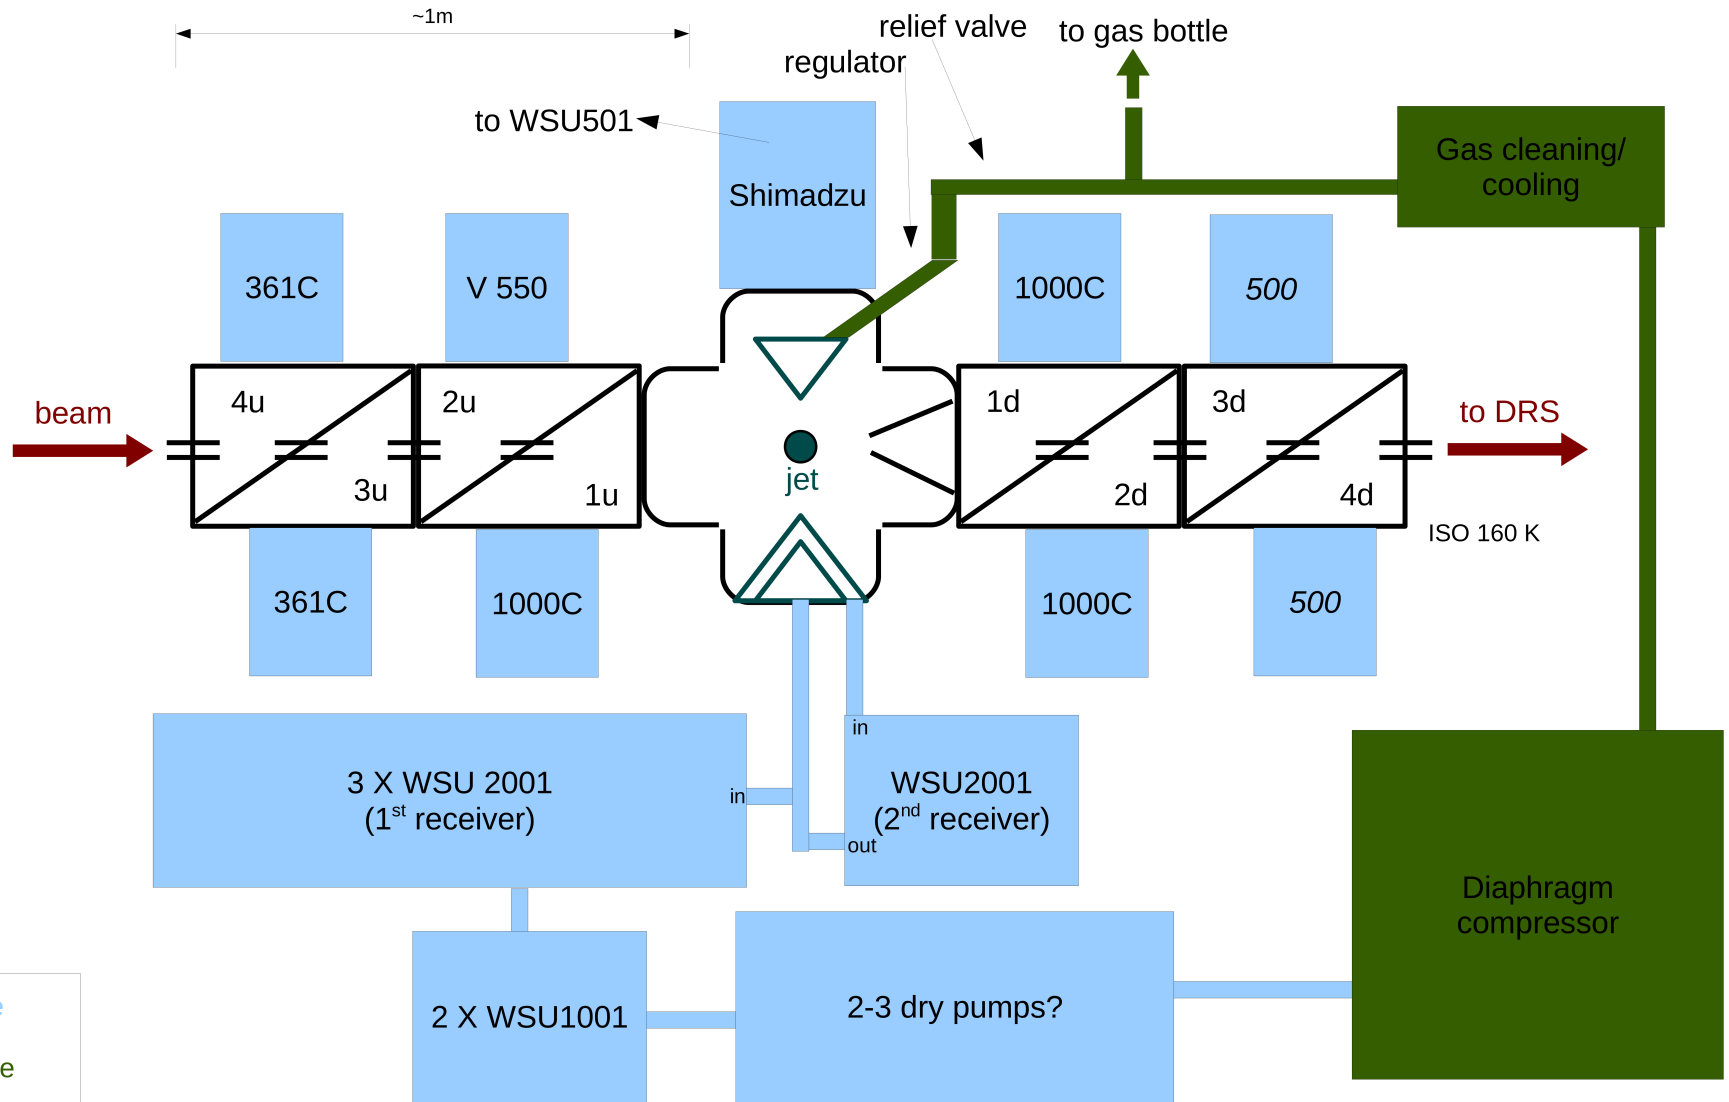 ~1m
relief valve
to gas bottle
regulator
to WSU501
Shimadzu
Gas cleaning/
cooling
361C
V 550
1000C
500
4u
2u
1d
3d
beam
to DRS
jet
3u
1u
2d
4d
ISO 160 K
361C
1000C
1000C
500
in
3 X WSU 2001
(1st receiver)
in
WSU2001
(2nd receiver)
out
Diaphragm
compressor
2 X WSU1001
2-3 dry pumps?
e
e